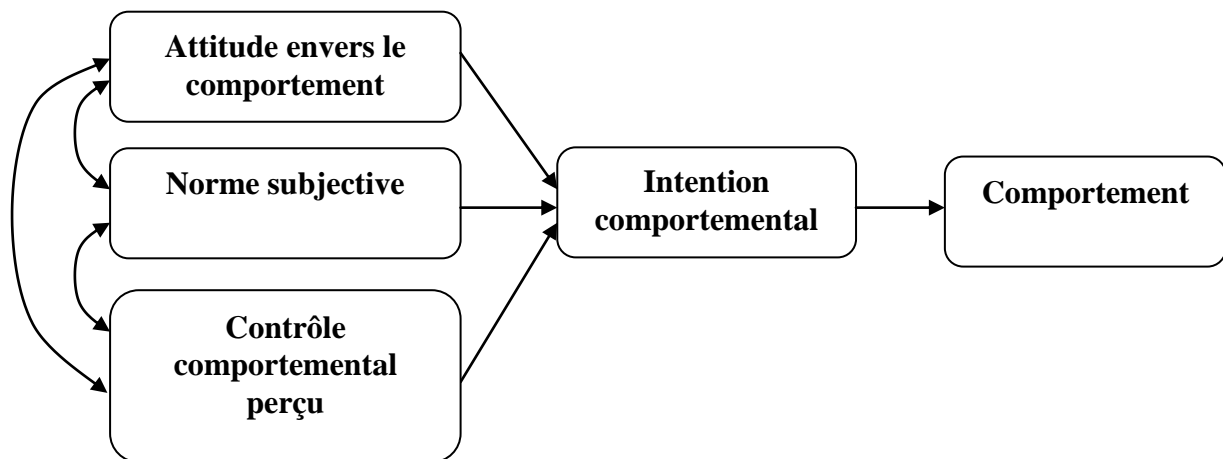 Attitude envers le
comportement
Norme subjective
Contrôle
comportemental
perçu
Intention
comportemental
Comportement